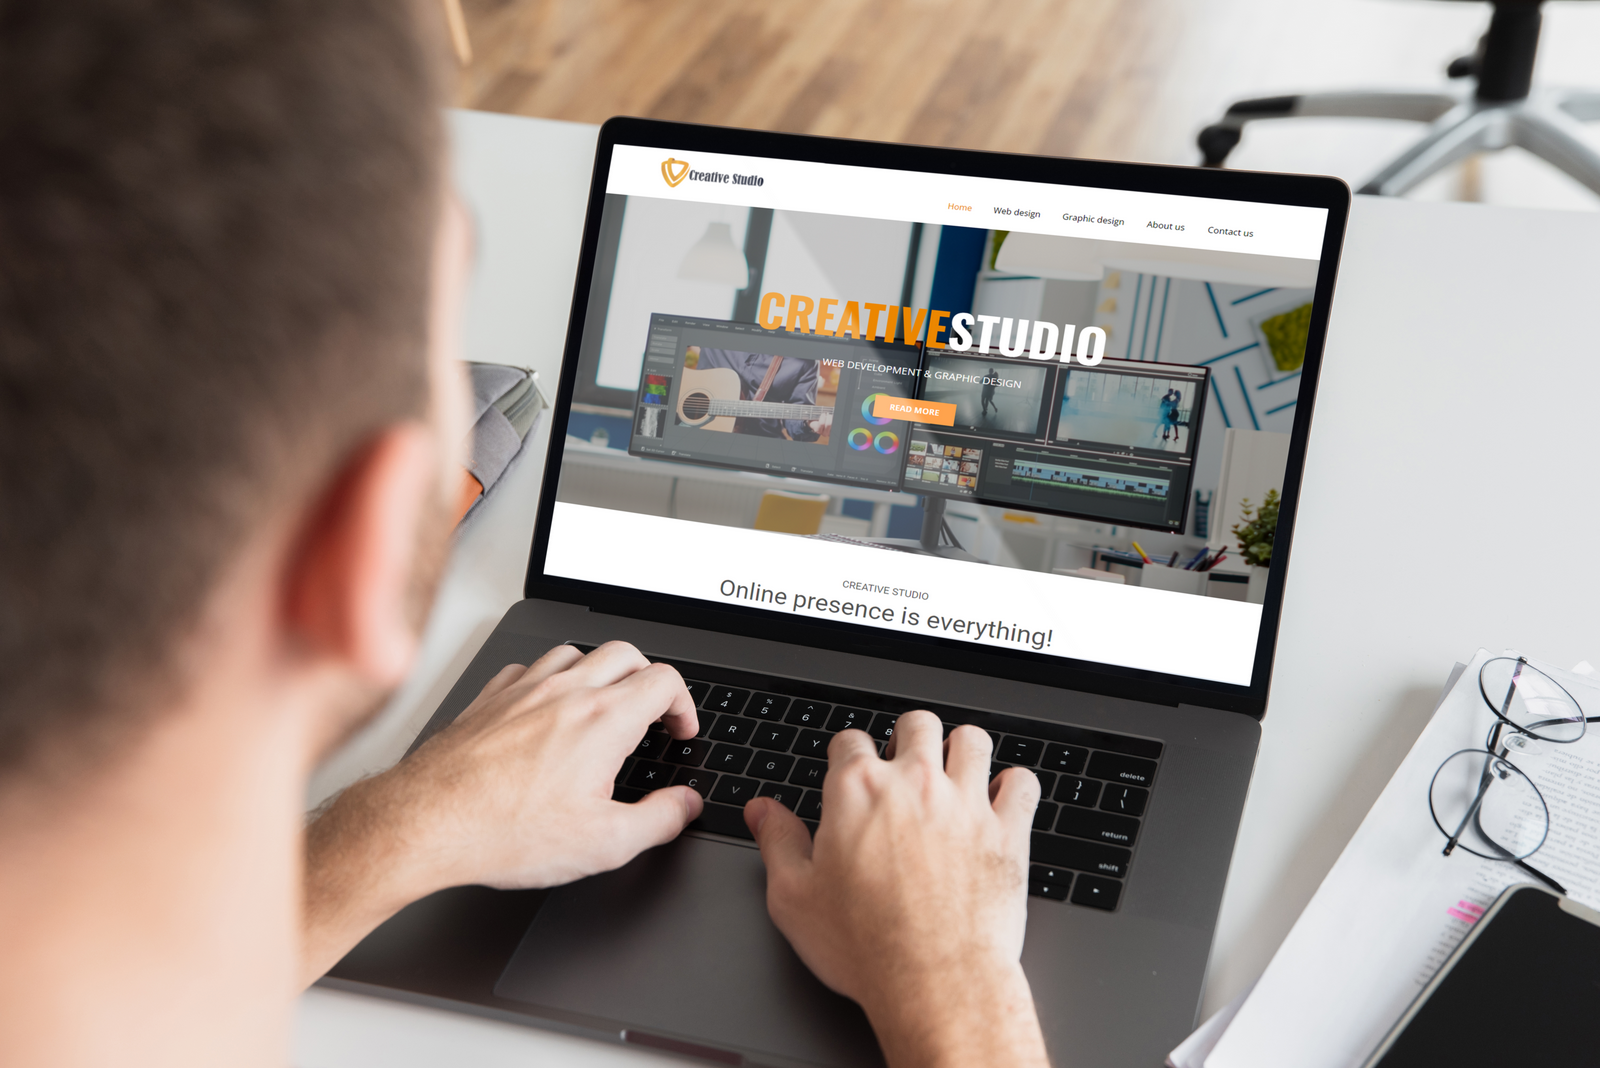 Creative Studio
Home Web design Graphic design About us Contact us
CREATIVESTUDIO
WEB DEVELOPMENT & GRAPHIC DESIGN
READ MORE
CREATIVE STUDIO
Online presence is everything!
# $ 4 % 5 ^ 6 & 7 * 8 — - + =
delete
R T Y } ] | \
S D F G H
return
X C V B N
shift